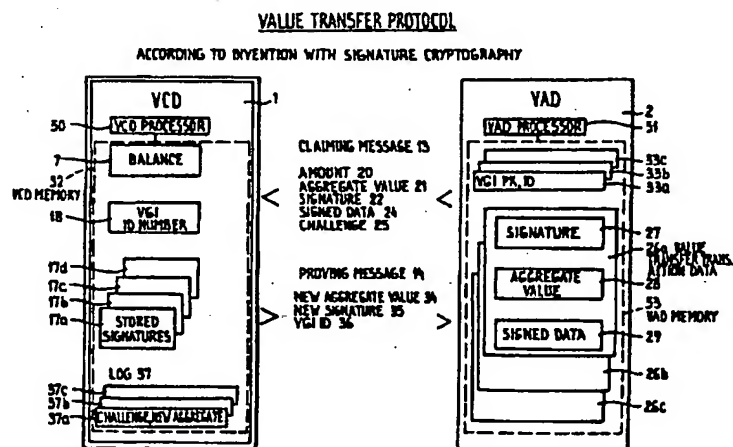 VALUE TRANSFER PROTOCOL
ACCORDING TO INVENTION WITH SIGNATURE CRYPTOGRAPHY
VCD
1
50
VCD PROCESSOR
7
BALANCE
52
VCD MEMORY
18
VGI
ID NUMBER
17d
17c
17b
17a
STORED
SIGNATURES
LOG 37
37c
37b
37a
CHALLENGE, NEW AGGREGATE
CLAIMING MESSAGE 13
AMOUNT 20
AGGREGATE VALUE 21
SIGNATURE 22
SIGNED DATA 24
CHALLENGE 25
<
<
PROVING MESSAGE 14
NEW AGGREGATE VALUE 34
NEW SIGNATURE 35
VGI ID 36
>
>
VAD
2
VAD PROCESSOR
51
33c
33b
VGI PK, ID
33a
SIGNATURE
27
26a VALUE
TRANSFER TRANS
ACTION DATA
AGGREGATE
VALUE
28
53
VAD MEMORY
SIGNED DATA
29
26b
26c